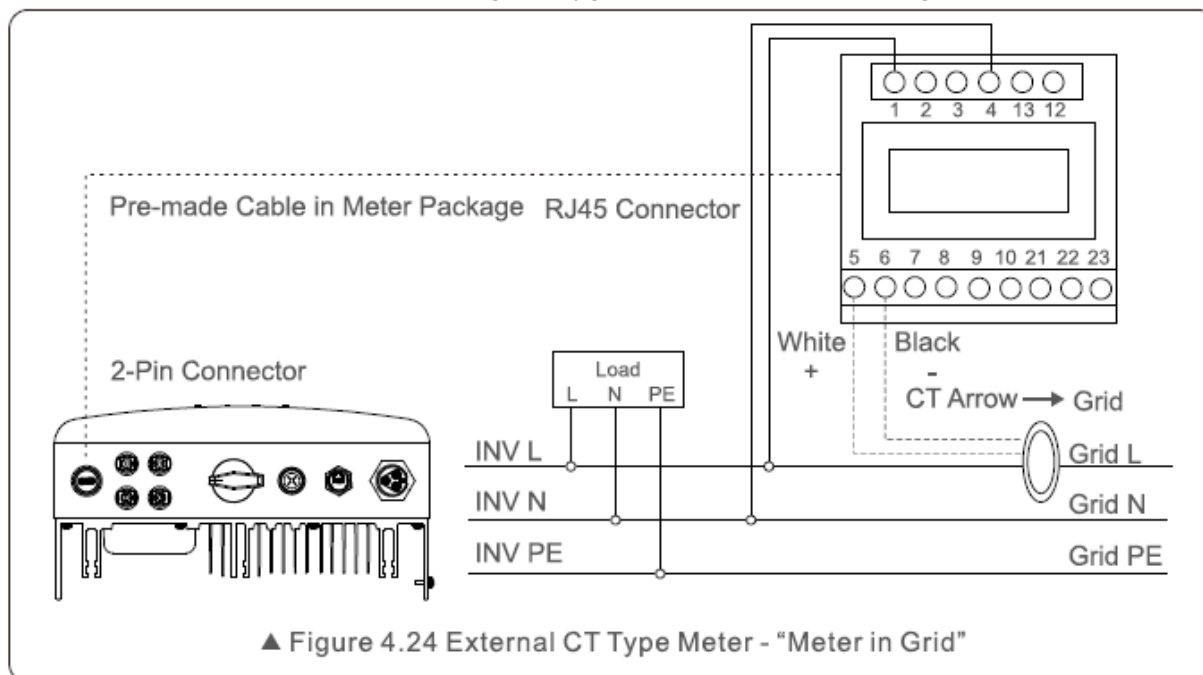 1 2 3 4 13 12
Pre-made Cable in Meter Package RJ45 Connector
5 6 7 8 9 10 21 22 23
White Black
+ -
2-Pin Connector
Load
L N PE
CT Arrow → Grid
INV L Grid L
INV N Grid N
INV PE Grid PE
▲ Figure 4.24 External CT Type Meter - “Meter in Grid”